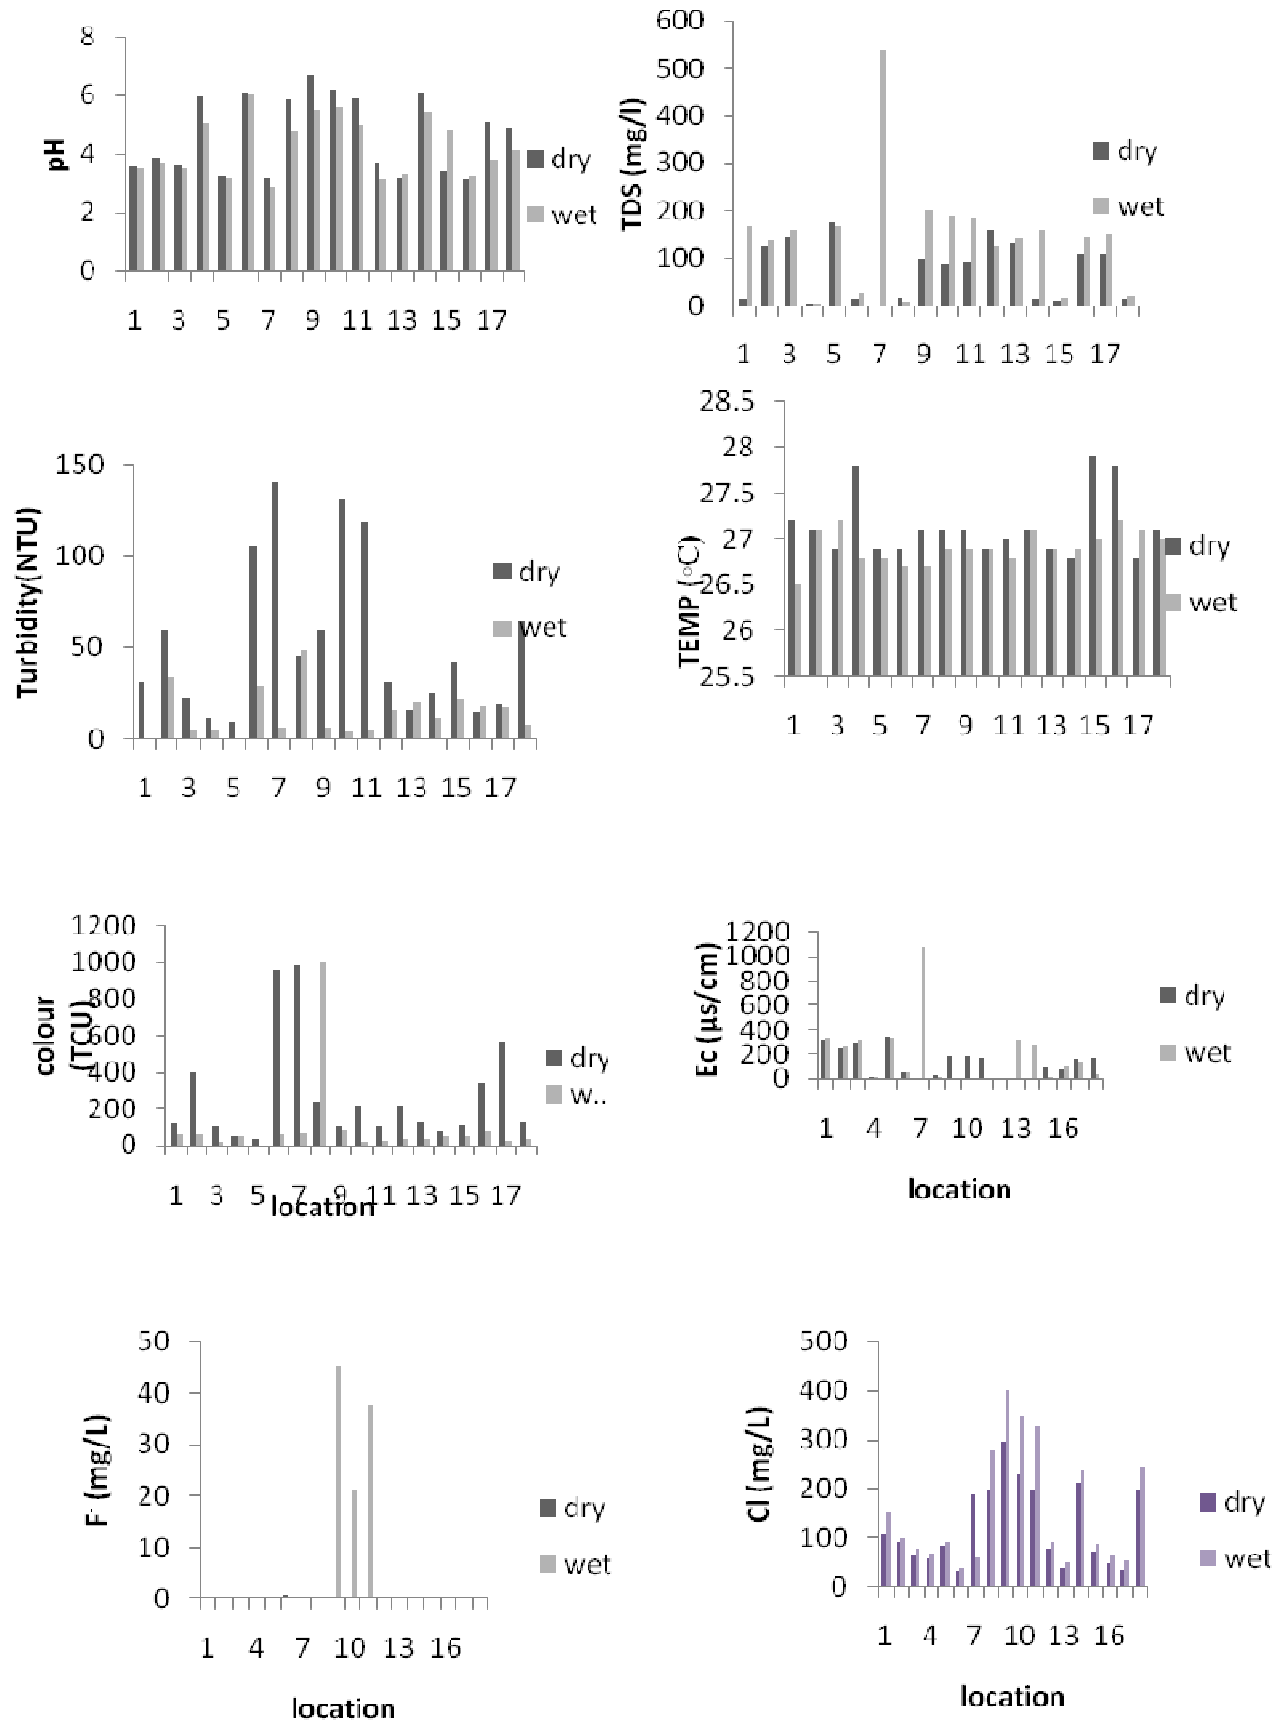 8
6
4
2
0
pH
1 3 5 7 9 11 13 15 17
dry
wet
600
500
400
300
200
100
0
TDS (mg/l)
1 3 5 7 9 11 13 15 17
dry
wet
150
100
50
0
Turbidity(NTU)
1 3 5 7 9 11 13 15 17
dry
wet
28.5
28
27.5
27
26.5
26
25.5
TEMP (◦C)
1 3 5 7 9 11 13 15 17
dry
wet
1200
1000
800
600
400
200
0
colour
(TCU)
1 3 5 7 9 11 13 15 17
location
dry
w..
1200
1000
800
600
400
200
0
Ec (µs/cm)
1 4 7 10 13 16
location
dry
wet
50
40
30
20
10
0
F- (mg/L)
1 4 7 10 13 16
location
dry
wet
500
400
300
200
100
0
Cl (mg/L)
1 4 7 10 13 16
location
dry
wet